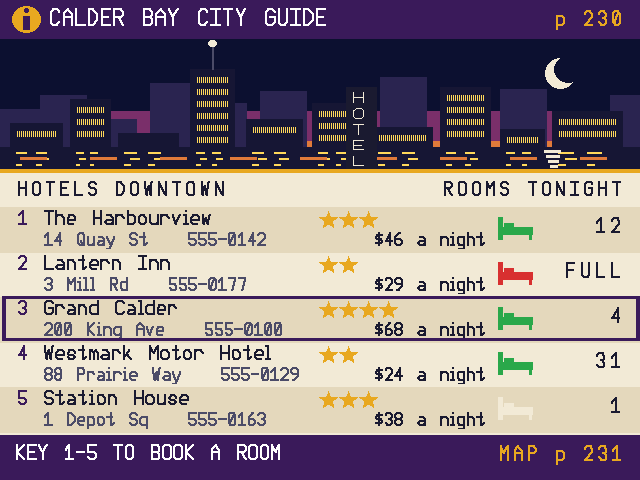 i CALDER BAY CITY GUIDE p 230
HOTEL
HOTELS DOWNTOWN ROOMS TONIGHT
1 The Harbourview 12
14 Quay St 555-0142 $46 a night
2 Lantern Inn FULL
3 Mill Rd 555-0177 $29 a night
3 Grand Calder 4
200 King Ave 555-0100 $68 a night
4 Westmark Motor Hotel 31
88 Prairie Way 555-0129 $24 a night
5 Station House 1
1 Depot Sq 555-0163 $38 a night
KEY 1-5 TO BOOK A ROOM MAP p 231